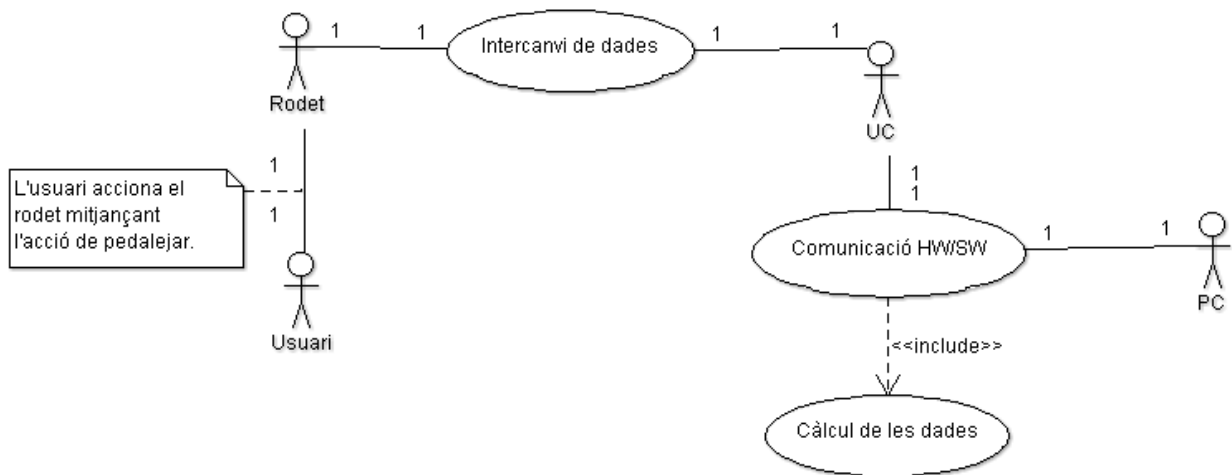 1
1
Intercanvi de dades
1
1
Rodet
UC
1
L'usuari acciona el
rodet mitjançant
l'acció de pedalejar.
1
1
1
Comunicació HW/SW
1
1
PC
Usuari
<<include>>
Càlcul de les dades